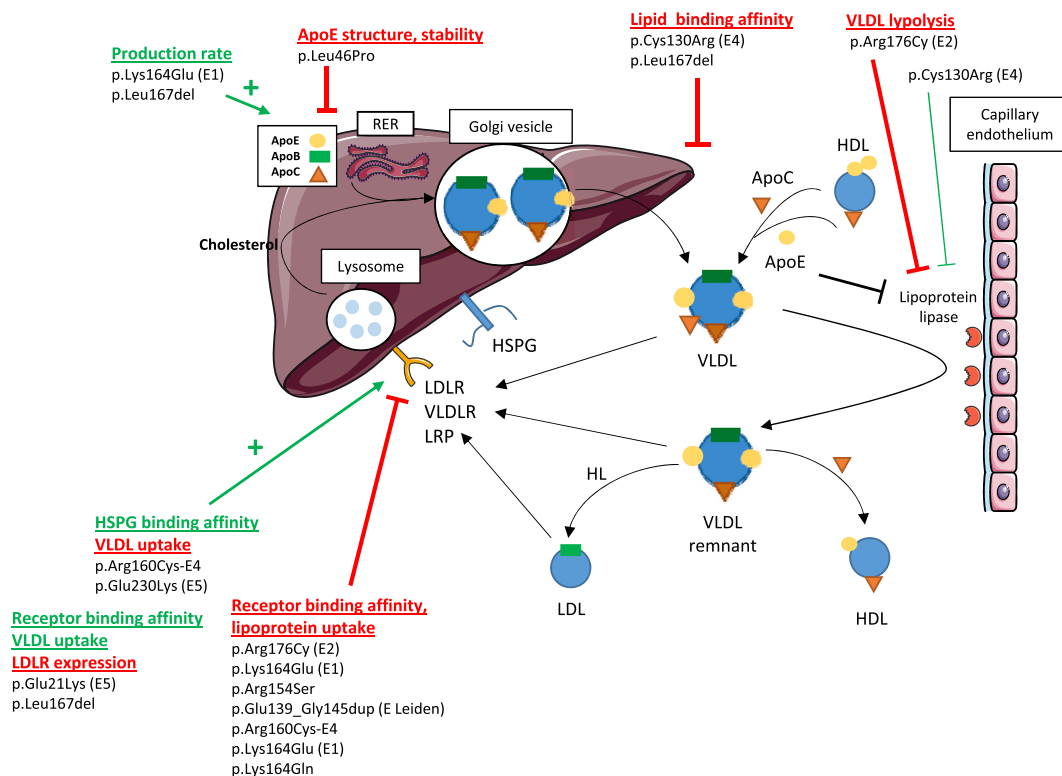 Production rate
p.Lys164Glu (E1)
p.Leu167del
+
ApoE structure, stability
p.Leu46Pro
Lipid binding affinity
p.Cys130Arg (E4)
p.Leu167del
VLDL lypolysis
p.Arg176Cy (E2)
p.Cys130Arg (E4)
Capillary
endothelium
ApoE
ApoB
ApoC
RER
Golgi vesicle
HDL
ApoC
ApoE
Cholesterol
Lysosome
Lipoprotein
lipase
HSPG
VLDL
LDLR
VLDLR
LRP
+
HL
VLDL
remnant
LDL
HDL
HSPG binding affinity
VLDL uptake
p.Arg160Cys-E4
p.Glu230Lys (E5)
Receptor binding affinity
VLDL uptake
LDLR expression
p.Glu21Lys (E5)
p.Leu167del
Receptor binding affinity,
lipoprotein uptake
p.Arg176Cy (E2)
p.Lys164Glu (E1)
p.Arg154Ser
p.Glu139_Gly145dup (E Leiden)
p.Arg160Cys-E4
p.Lys164Glu (E1)
p.Lys164Gln